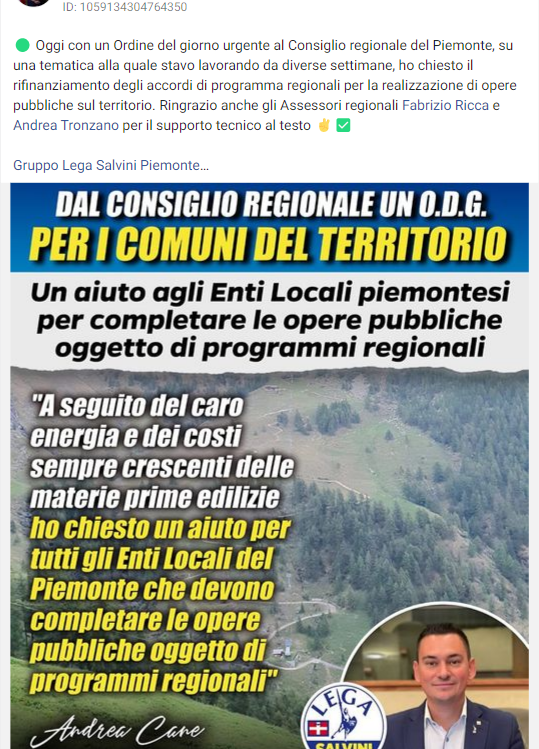 ID: 1059134304764350
🟢 Oggi con un Ordine del giorno urgente al Consiglio regionale del Piemonte, su
una tematica alla quale stavo lavorando da diverse settimane, ho chiesto il
rifinanziamento degli accordi di programma regionali per la realizzazione di opere
pubbliche sul territorio. Ringrazio anche gli Assessori regionali Fabrizio Ricca e
Andrea Tronzano per il supporto tecnico al testo ✌️ ✅
Gruppo Lega Salvini Piemonte…
DAL CONSIGLIO REGIONALE UN O.D.G.
PER I COMUNI DEL TERRITORIO
Un aiuto agli Enti Locali piemontesi
per completare le opere pubbliche
oggetto di programmi regionali
"A seguito del caro
energia e dei costi
sempre crescenti delle
materie prime edilizie
ho chiesto un aiuto per
tutti gli Enti Locali del
Piemonte che devono
completare le opere
pubbliche oggetto di
programmi regionali"
Andrea Cane
LEGA
SALVINI